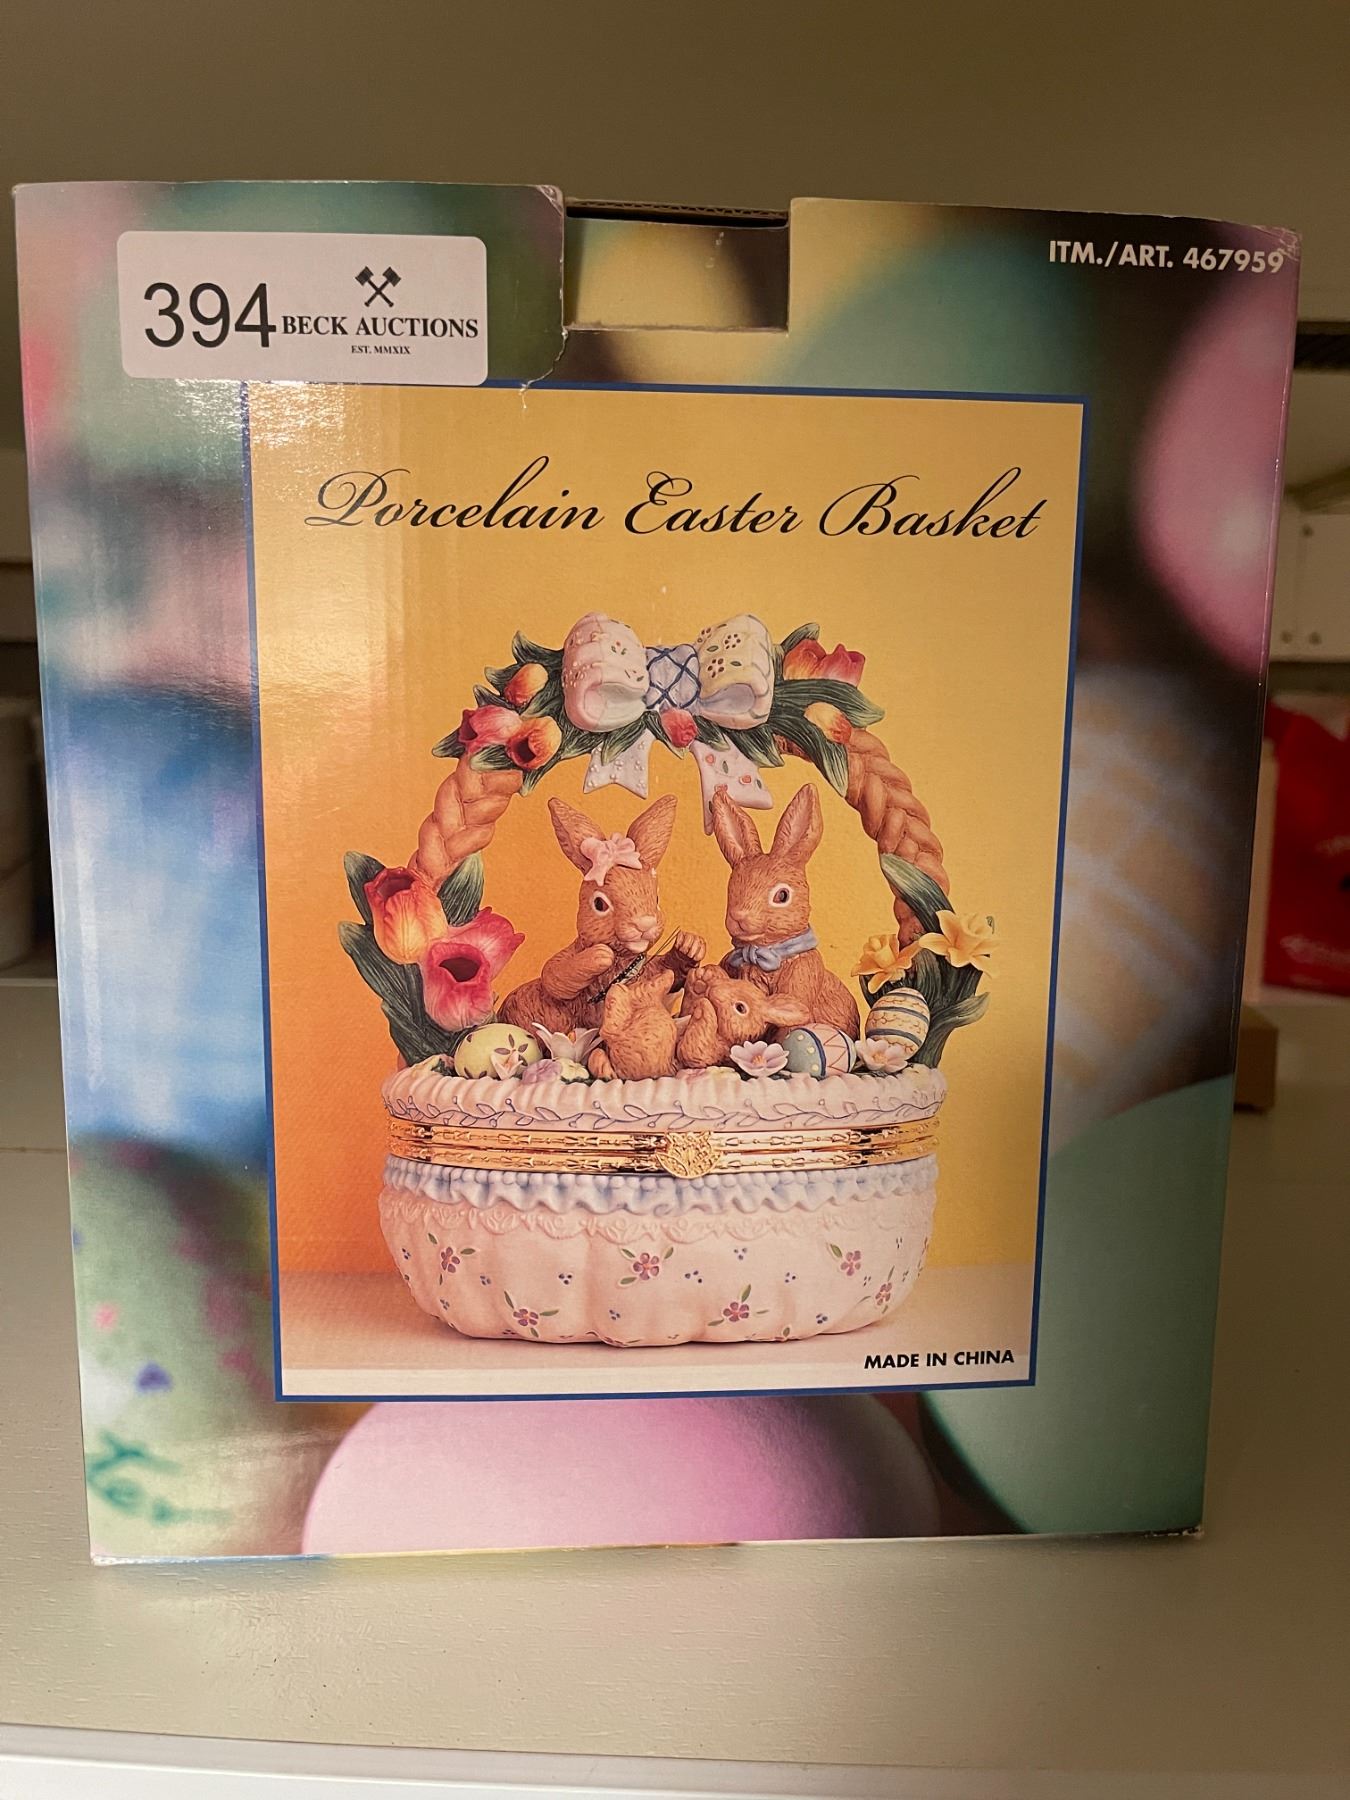 394
BECK AUCTIONS
EST. MMXIX
ITM./ART. 467959
Porcelain Easter Basket
MADE IN CHINA